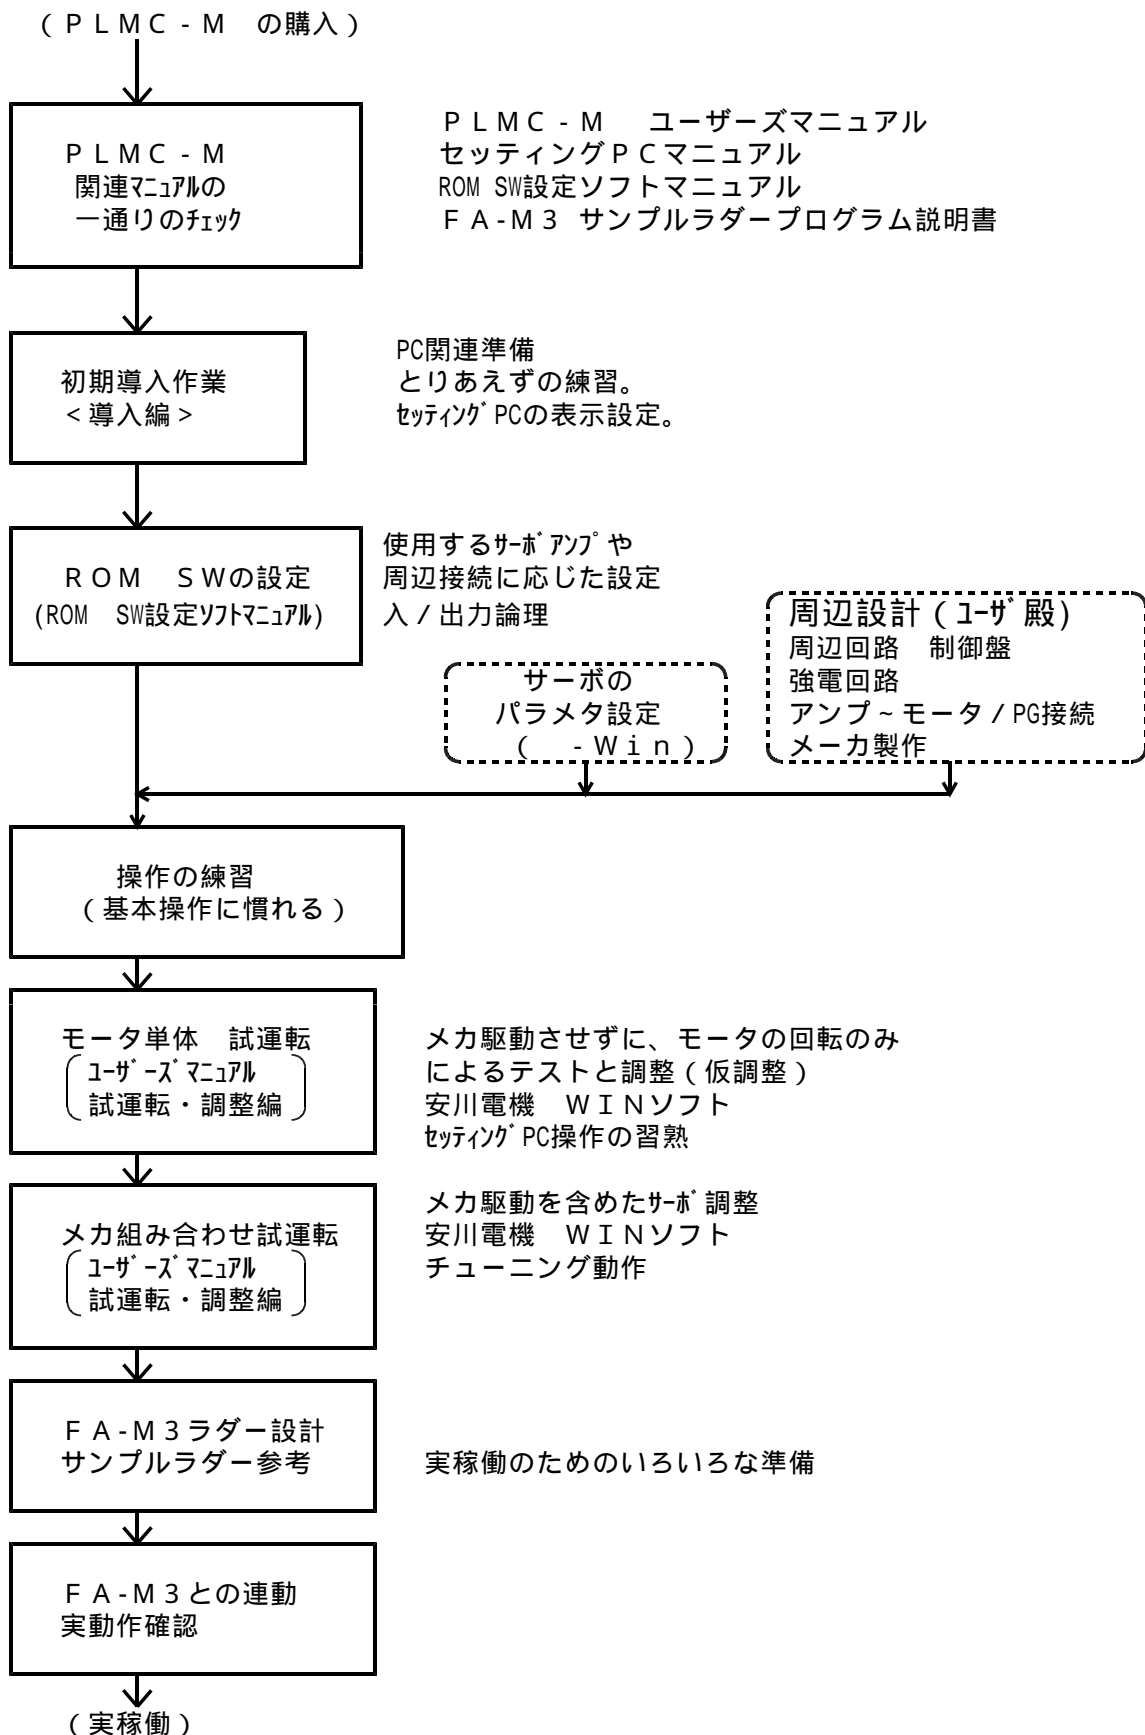 （ＰＬＭＣ-Ｍ　の購入）
ＰＬＭＣ-Ｍ
関連ﾏﾆｭｱﾙの
一通りのﾁｪｯｸ
ＰＬＭＣ-Ｍ　ユーザーズマニュアル
セッティングＰＣマニュアル
ROM SW設定ソフトマニュアル
ＦＡ-Ｍ３ サンプルラダープログラム説明書
初期導入作業
＜導入編＞
PC関連準備
とりあえずの練習。
ｾｯﾃｨﾝｸﾞPCの表示設定。
ＲＯＭ　ＳＷの設定
(ROM　SW設定ｿﾌﾄﾏﾆｭｱﾙ)
使用するｻｰﾎﾞｱﾝﾌﾟや
周辺接続に応じた設定
入／出力論理
サーボの
パラメタ設定
（　-Ｗｉｎ）
周辺設計（ﾕｰｻﾞ殿)
周辺回路　制御盤
強電回路
アンプ～モータ／PG接続
メーカ製作
操作の練習
（基本操作に慣れる）
モータ単体　試運転
ﾕｰｻﾞｰｽﾞﾏﾆｭｱﾙ
試運転・調整編
メカ駆動させずに、モータの回転のみ
によるテストと調整（仮調整）
安川電機　ＷＩＮソフト
ｾｯﾃｨﾝｸﾞPC操作の習熟
メカ組み合わせ試運転
ﾕｰｻﾞｰｽﾞﾏﾆｭｱﾙ
試運転・調整編
メカ駆動を含めたｻｰﾎﾞ調整
安川電機　ＷＩＮソフト
チューニング動作
ＦＡ-Ｍ３ラダー設計
サンプルラダー参考
実稼働のためのいろいろな準備
ＦＡ-Ｍ３との連動
実動作確認
（実稼働）